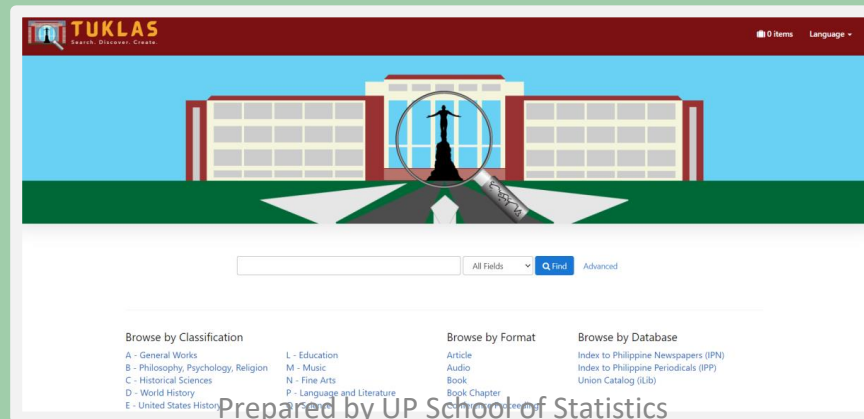 TUKLAS
Search. Discover. Create.
0 items Language
All Fields Find Advanced
Browse by Classification
A - General Works
B - Philosophy, Psychology, Religion
C - Historical Sciences
D - World History
E - United States History
L - Education
M - Music
N - Fine Arts
P - Language and Literature
Q - Science
Browse by Format
Article
Audio
Book
Book Chapter
Conference Proceeding
Browse by Database
Index to Philippine Newspapers (IPN)
Index to Philippine Periodicals (IPP)
Union Catalog (iLib)
Prepared by UP School of Statistics